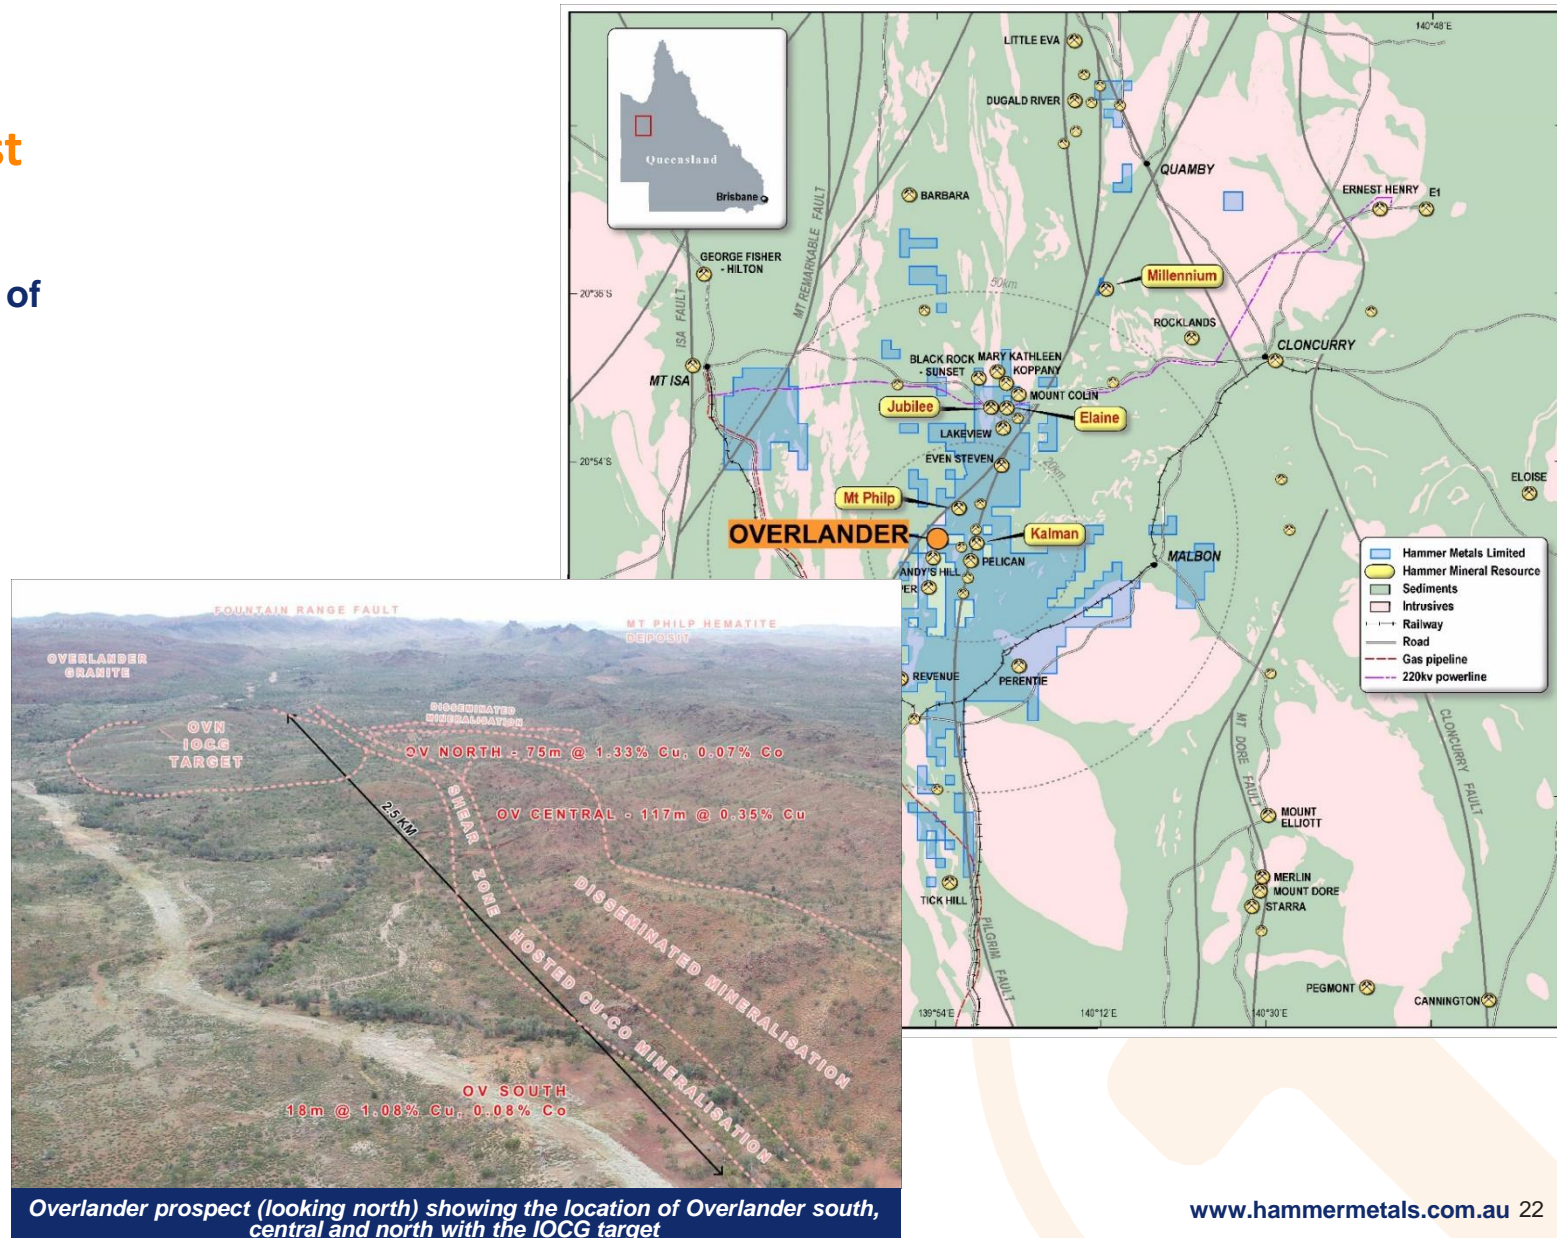 st
of
140°48'E
LITTLE EVA
DUGALD RIVER
QUAMBY
Queensland
Brisbane
BARBARA
ERNEST HENRY
E1
MT REMARKABLE FAULT
GEORGE FISHER
- HILTON
Millennium
50km
20°36'S
ISA FAULT
ROCKLANDS
CLONCURRY
BLACK ROCK
- SUNSET
MARY KATHLEEN
KOPPANY
MT ISA
MOUNT COLIN
Jubilee
Elaine
LAKEVIEW
EVEN STEVEN
20km
20°54'S
ELOISE
Mt Philp
OVERLANDER
Kalman
MALBON
ANDY'S HILL
PELICAN
PER
Hammer Metals Limited
Hammer Mineral Resource
Sediments
Intrusives
Railway
Road
Gas pipeline
220kv powerline
REVENUE
PERENTIE
MT DORE FAULT
CLONCURRY FAULT
MOUNT
ELLIOTT
MERLIN
MOUNT DORE
STARRA
TICK HILL
PILGRIM FAULT
PEGMONT
CANNINGTON
139°54'E
140°12'E
140°30'E
FOUNTAIN RANGE FAULT
MT PHILP HEMATITE
DEPOSIT
OVERLANDER
GRANITE
DISSEMINATED
MINERALISATION
OVN
IOCG
TARGET
OV NORTH - 75m @ 1.33% Cu, 0.07% Co
OV CENTRAL - 117m @ 0.35% Cu
2.5 KM
SHEAR ZONE HOSTED CU-CO MINERALISATION
DISSEMINATED MINERALISATION
OV SOUTH
18m @ 1.08% Cu, 0.08% Co
Overlander prospect (looking north) showing the location of Overlander south,
central and north with the IOCG target
www.hammermetals.com.au 22